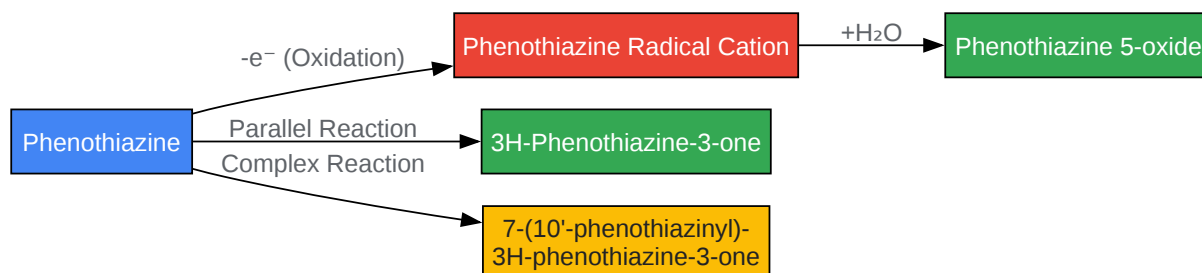 Phenothiazine Radical Cation
+H₂O
Phenothiazine 5-oxide
-e⁻ (Oxidation)
Phenothiazine
Parallel Reaction
3H-Phenothiazine-3-one
Complex Reaction
7-(10'-phenothiazinyl)-
3H-phenothiazine-3-one